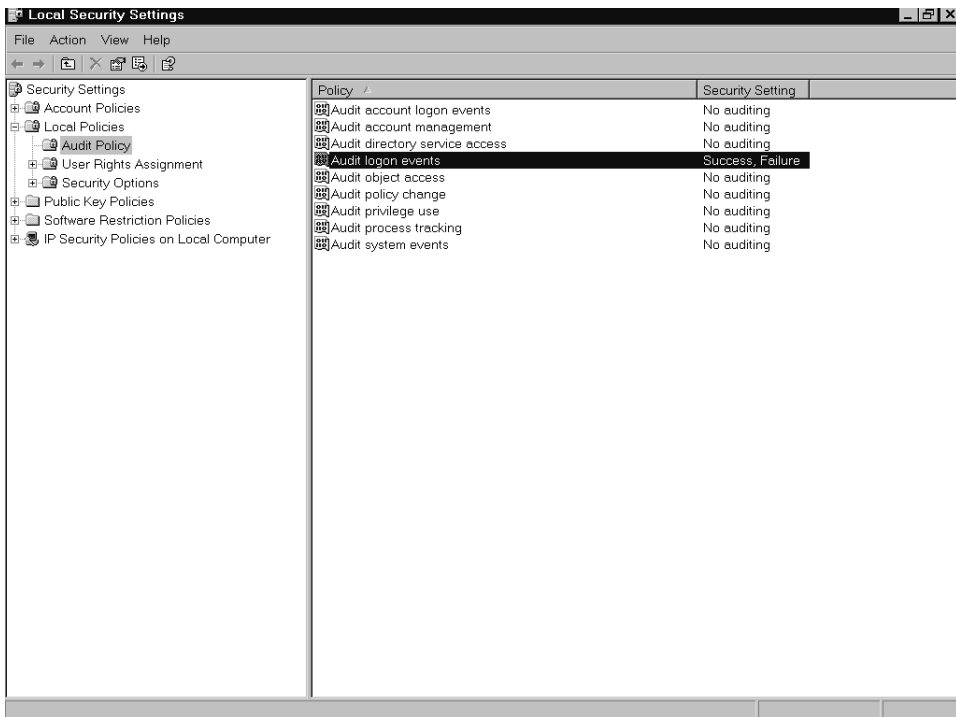 Local Security Settings
File Action View Help
Security Settings
Account Policies
Local Policies
Audit Policy
User Rights Assignment
Security Options
Public Key Policies
Software Restriction Policies
IP Security Policies on Local Computer
Policy Security Setting
Audit account logon events No auditing
Audit account management No auditing
Audit directory service access No auditing
Audit logon events Success, Failure
Audit object access No auditing
Audit policy change No auditing
Audit privilege use No auditing
Audit process tracking No auditing
Audit system events No auditing